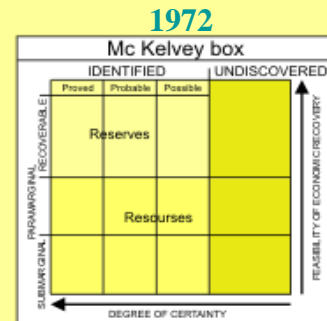 1972
Mc Kelvey box
IDENTIFIED
UNDISCOVERED
Proved
Probable
Possible
RECOVERABLE
Reserves
PARAMARGINAL
Resourses
SUBMARGINAL
FEASIBILITY OF ECONOMIC RECOVERY
DEGREE OF CERTAINTY